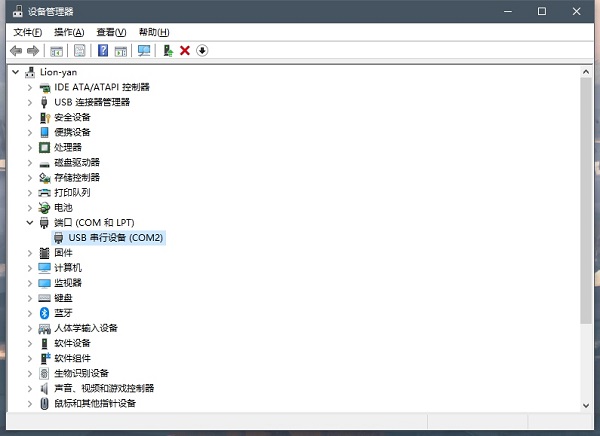 设备管理器
文件(F) 操作(A) 查看(V) 帮助(H)
Lion-yan
IDE ATA/ATAPI 控制器
USB 连接器管理器
安全设备
便携设备
处理器
磁盘驱动器
存储控制器
打印队列
电池
端口 (COM 和 LPT)
USB 串行设备 (COM2)
固件
计算机
监视器
键盘
蓝牙
人体学输入设备
软件设备
软件组件
生物识别设备
声音、视频和游戏控制器
鼠标和其他指针设备